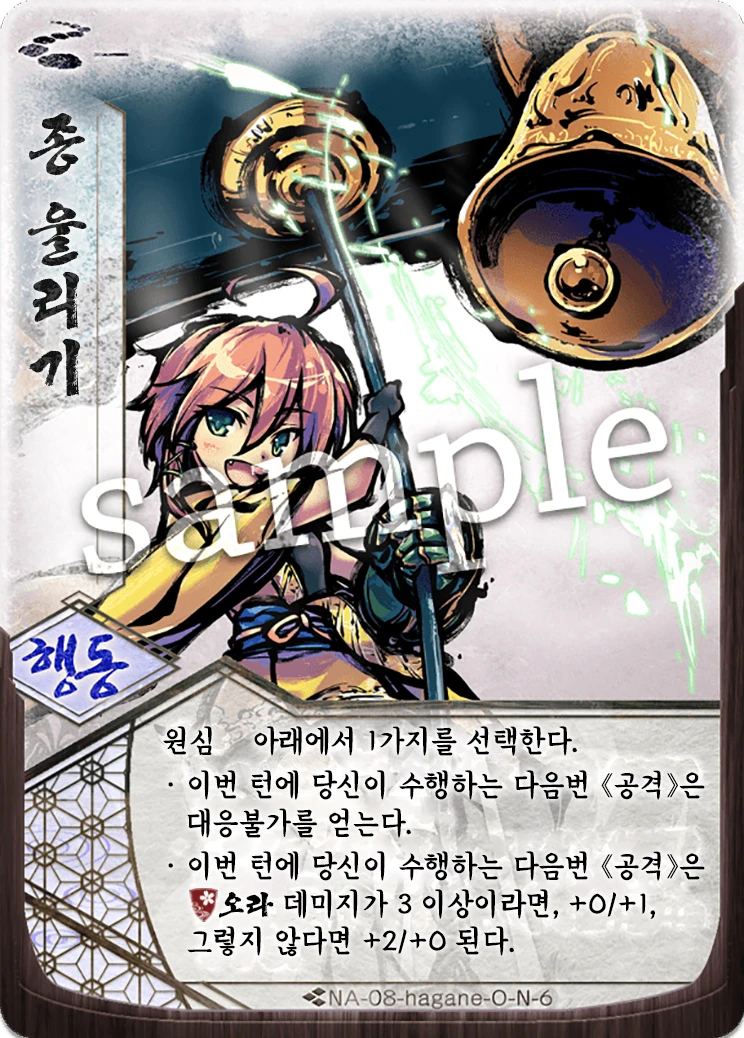 종 울리기
sample
행동
원심 아래에서 1가지를 선택한다.
· 이번 턴에 당신이 수행하는 다음번 《공격》은
대응불가를 얻는다.
· 이번 턴에 당신이 수행하는 다음번 《공격》은
오라 데미지가 3 이상이라면, +0/+1,
그렇지 않다면 +2/+0 된다.
NA-08-hagane-O-N-6